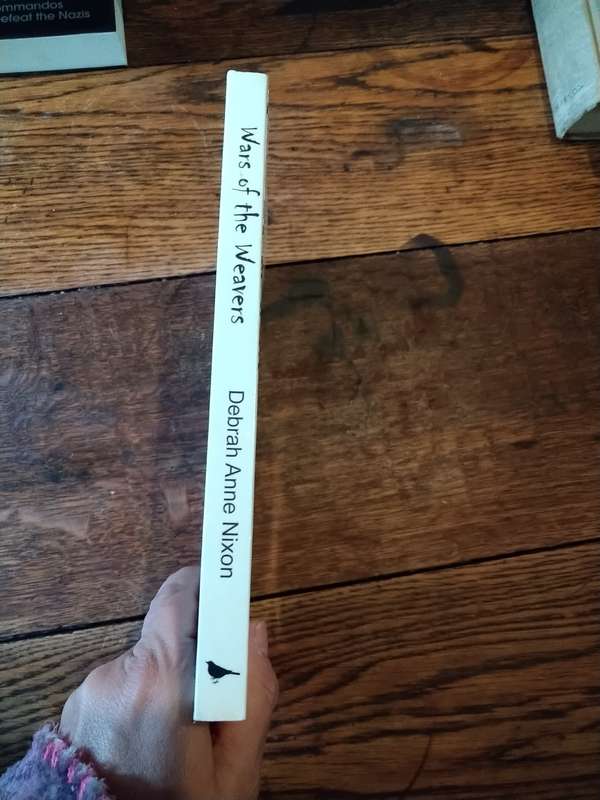 ommandos
efeat the Nazis
Wars of the Weavers
Debrah Anne Nixon